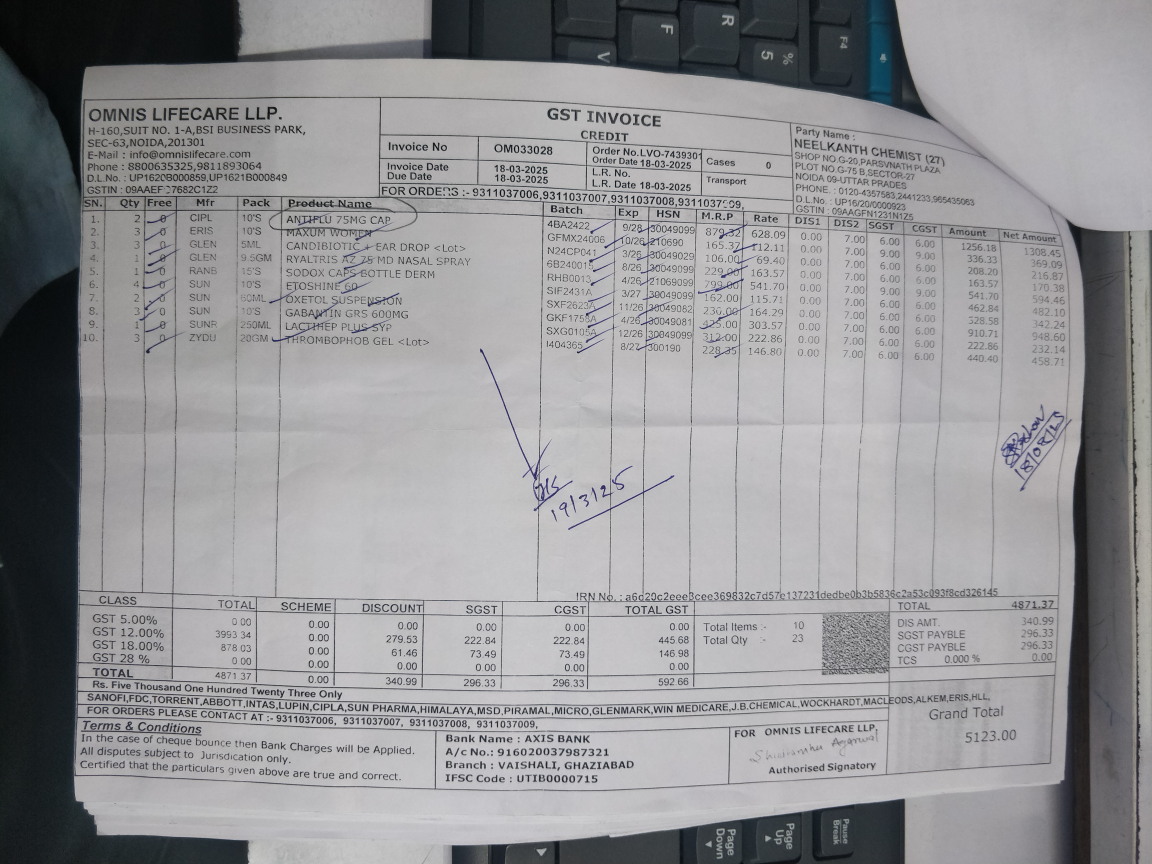 OMNIS LIFECARE LLP.
H-160,SUIT NO. 1-A,BSI BUSINESS PARK,
SEC-63,NOIDA,201301
E-Mail : info@omnislifecare.com
Phone : 8800635325,9811893064
D.L.No. : UP1620B000859,UP1621B000849
GSTIN : 09AAEF 27682C1Z2
GST INVOICE
CREDIT
Invoice No OM033028
Invoice Date 18-03-2025
Due Date 18-03-2025
Order No.LVO-7439301
Order Date 18-03-2025
L.R. No.
L.R. Date
Cases 0
Transport
FOR ORDERS:- 9311037006,9311037007,9311037008,9311037009,
Party Name :
NEELKANTH CHEMIST (27)
SHOP NO.G-20,PARSVNATH PLAZA
PLOT NO.G-75 B,SECTOR-27
NOIDA 09-UTTAR PRADES
PHONE. : 0120-4357583,2441233,965435063
D.L.No. : UP16/20/0000923
GSTIN : 09AAGFN1231N1Z5
SN. Qty Free Mfr Pack Product Name Batch Exp HSN M.R.P Rate DIS1 DIS2 SGST CGST Amount Net Amount
1. 2 0 CIPL 10'S ANTIFLU 75MG CAP 4BA2422 9/28 30049099 879.32 628.09 0.00 7.00 6.00 6.00 1256.18 1308.45
2. 3 0 ERIS 10'S MAXUM WOMEN GFMX24006 10/26 210690 165.37 112.11 0.00 7.00 9.00 9.00 336.33 369.09
3. 3 0 GLEN 5ML CANDIBIOTIC + EAR DROP <Lot> N24CP041 3/26 30049029 106.00 69.40 0.00 7.00 6.00 6.00 208.20 216.87
4. 1 0 GLEN 9.5GM RYALTRIS AZ 75 MD NASAL SPRAY 6B240015 8/26 30049099 229.00 163.57 0.00 7.00 6.00 6.00 163.57 170.38
5. 1 0 RANB 15'S SODOX CAPS BOTTLE DERM RHB0013 4/26 21069099 799.00 541.70 0.00 7.00 9.00 9.00 541.70 594.46
6. 4 0 SUN 10'S ETOSHINE 60 SIF2431A 3/27 30049099 162.00 115.71 0.00 7.00 6.00 6.00 462.84 482.10
7. 2 0 SUN 60ML OXETOL SUSPENSION SXF2623A 11/26 30049082 230.00 164.29 0.00 7.00 6.00 6.00 328.58 342.24
8. 3 0 SUN 10'S GABANTIN GRS 600MG GKF1758A 4/26 30049081 425.00 303.57 0.00 7.00 6.00 6.00 910.71 948.60
9. 1 0 SUNR 250ML LACTIHEP PLUS SYP SXG0105A 12/26 30049099 312.00 222.86 0.00 7.00 6.00 6.00 222.86 232.14
10. 3 0 ZYDU 20GM THROMBOPHOB GEL <Lot> I404365 8/27 300190 228.35 146.80 0.00 7.00 6.00 6.00 440.40 458.71
19/3/25
IRN No. : a6c20c2eee3cee369832c7d57e137231dedbe0b3b5836c2a53c093f8cd326145
CLASS TOTAL SCHEME DISCOUNT SGST CGST TOTAL GST
GST 5.00% 0.00 0.00 0.00 0.00 0.00 0.00
GST 12.00% 3993.34 0.00 279.53 222.84 222.84 445.68
GST 18.00% 878.03 0.00 61.46 73.49 73.49 146.98
GST 28 % 0.00 0.00 0.00 0.00 0.00 0.00
TOTAL 4871.37 0.00 340.99 296.33 296.33 592.66
Total Items :- 10
Total Qty :- 23
TOTAL 4871.37
DIS AMT. 340.99
SGST PAYBLE 296.33
CGST PAYBLE 296.33
TCS 0.000 % 0.00
Rs. Five Thousand One Hundred Twenty Three Only
SANOFI,FDC,TORRENT,ABBOTT,INTAS,LUPIN,CIPLA,SUN PHARMA,HIMALAYA,MSD,PIRAMAL,MICRO,GLENMARK,WIN MEDICARE,J.B.CHEMICAL,WOCKHARDT,MACLEODS,ALKEM,ERIS,HLL,
FOR ORDERS PLEASE CONTACT AT :- 9311037006, 9311037007, 9311037008, 9311037009,
Grand Total
5123.00
Terms & Conditions
In the case of cheque bounce then Bank Charges will be Applied.
All disputes subject to Jurisdication only.
Certified that the particulars given above are true and correct.
Bank Name : AXIS BANK
A/c No.: 916020037987321
Branch : VAISHALI, GHAZIABAD
IFSC Code : UTIB0000715
FOR OMNIS LIFECARE LLP.
Shudhanshu Agarwal
Authorised Signatory
R
F
V
%
5
F4
Page Down
Page Up
Pause Break